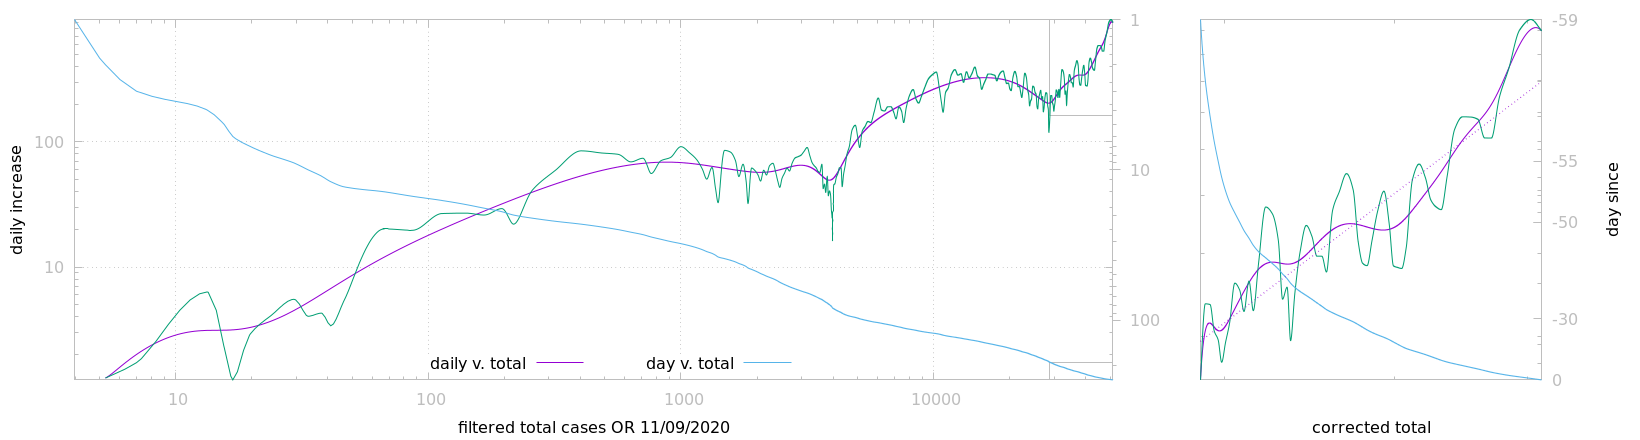 daily increase
100
10
1
10
100
daily v. total
day v. total
10
100
1000
10000
filtered total cases OR 11/09/2020
-59
-55
-50
-30
0
day since
corrected total